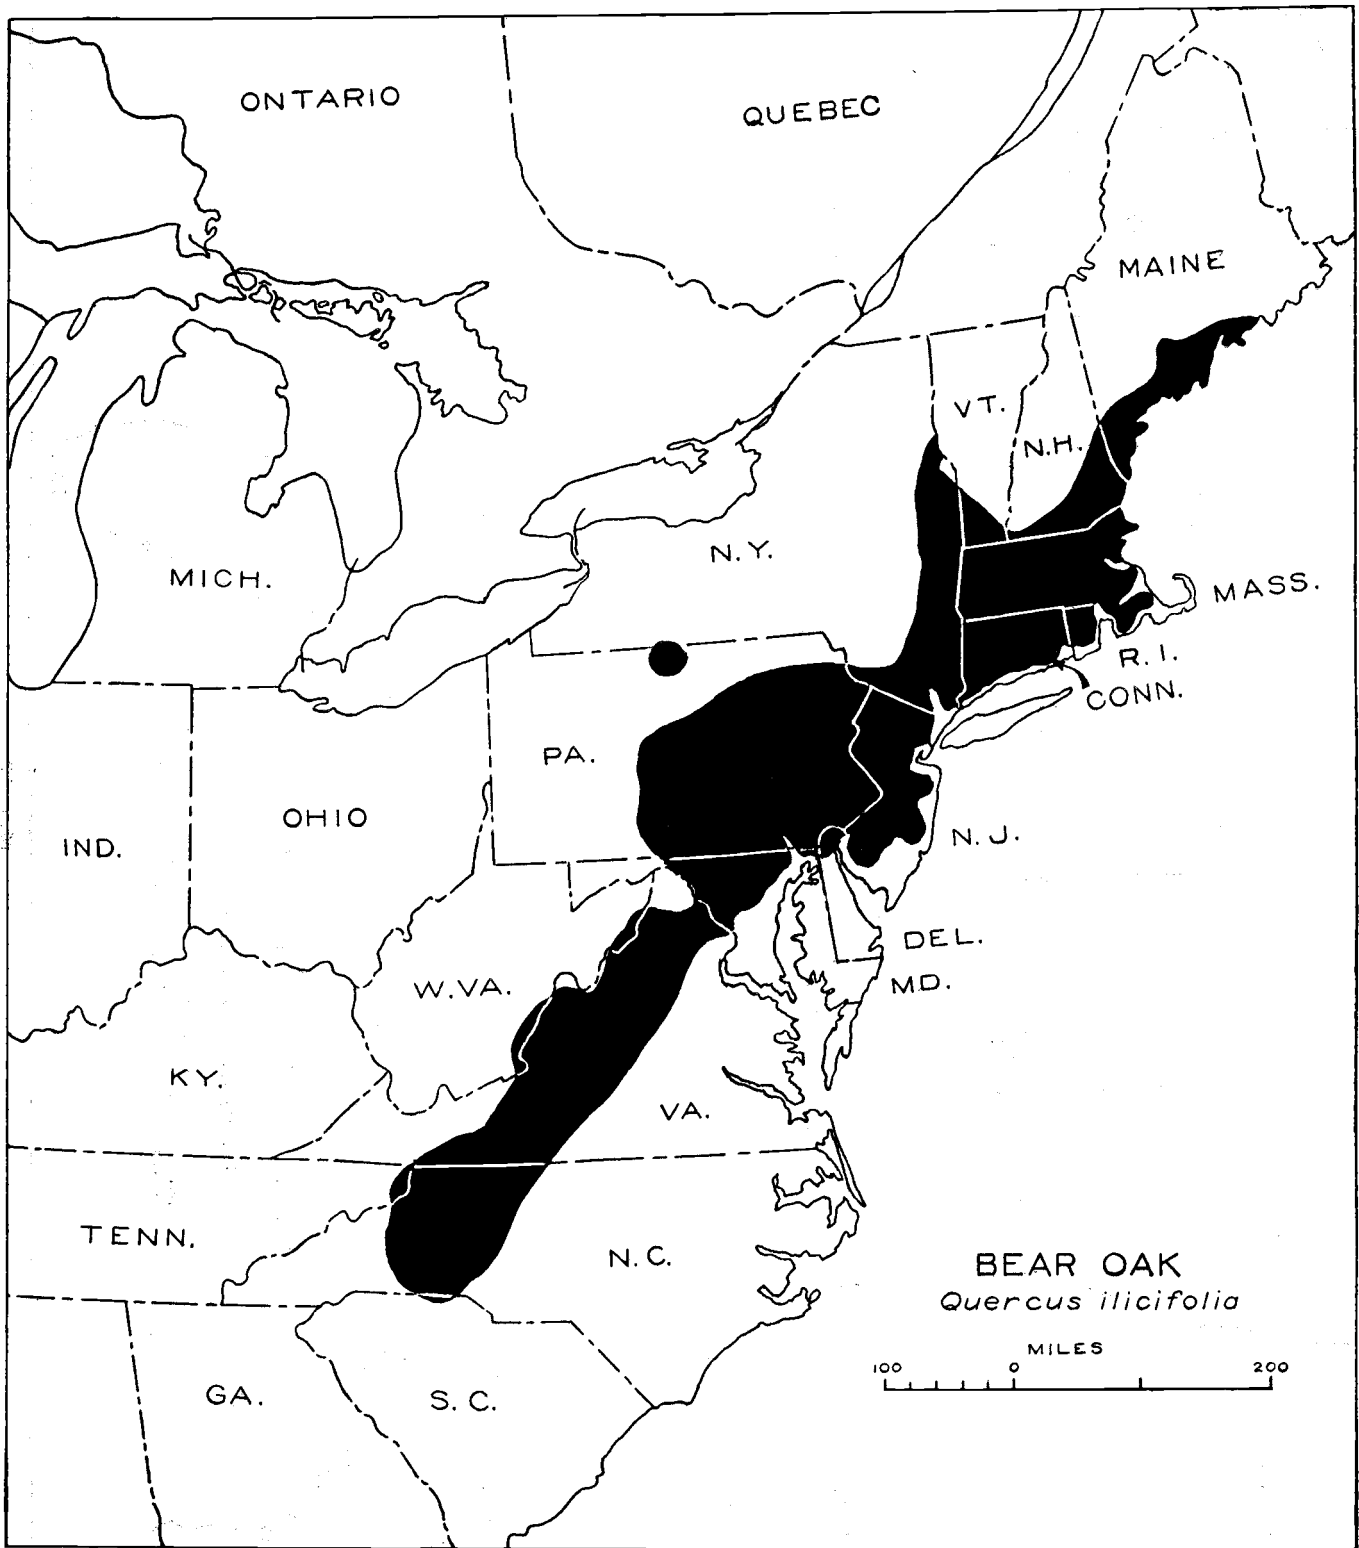 ONTARIO
QUEBEC
MAINE
VT.
N.H.
N.Y.
MICH.
MASS.
R.I.
CONN.
PA.
OHIO
IND.
N.J.
DEL.
MD.
W.VA.
KY.
VA.
TENN.
N.C.
BEAR OAK
Quercus ilicifolia
MILES
100 0 200
GA.
S.C.